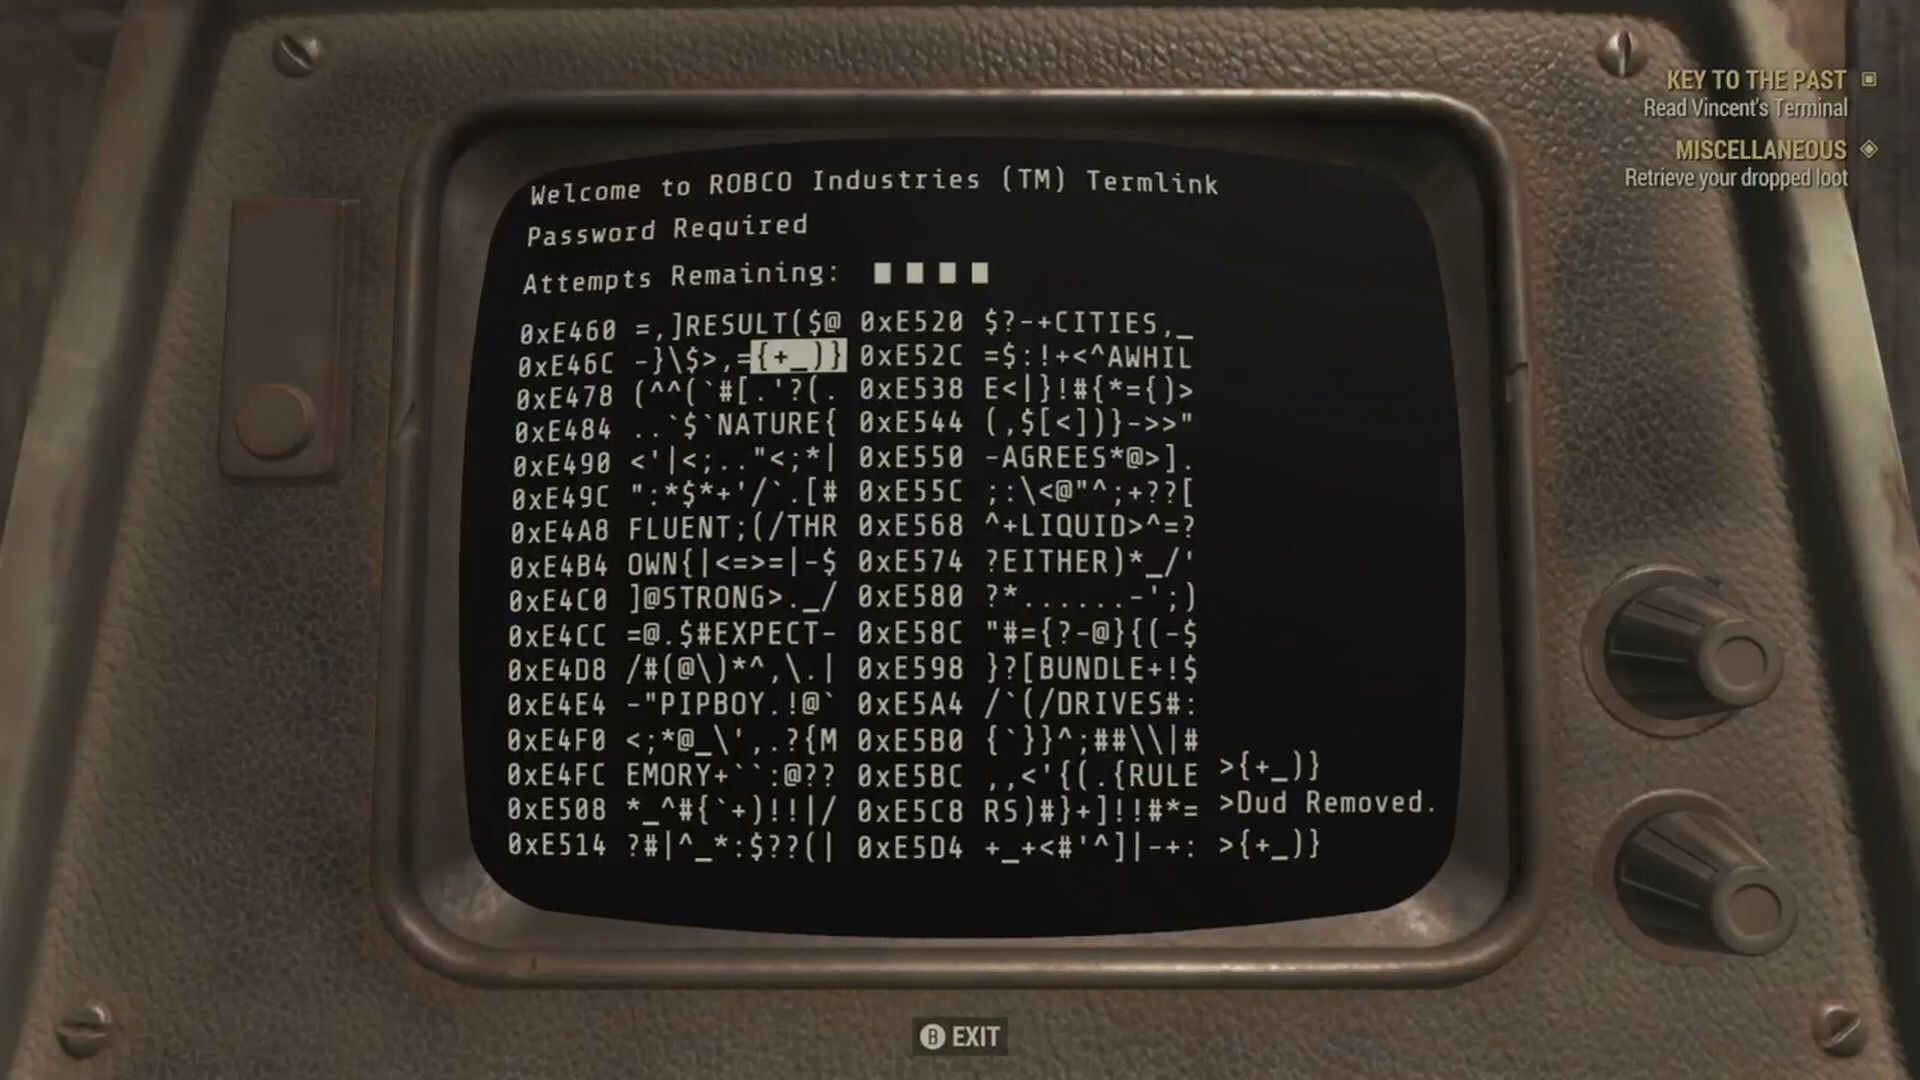 KEY TO THE PAST
Read Vincent's Terminal
MISCELLANEOUS
Retrieve your dropped loot
Welcome to ROBCO Industries (TM) Termlink
Password Required
Attempts Remaining:
0xE460 =,]RESULT($@ 0xE520 $?-+CITIES,_
0xE46C -}\$>,={+_)} 0xE52C =$:!+<^AWHIL
0xE478 (^^(`#[.'?(. 0xE538 E<|}!#{*={)>
0xE484 ..`$`NATURE{ 0xE544 (,$[<])}->>"
0xE490 <'|<;.."<;*| 0xE550 -AGREES*@>].
0xE49C ":*$*+'/`.[# 0xE55C ;:\<@"^;+??[
0xE4A8 FLUENT;(/THR 0xE568 ^+LIQUID>^=?
0xE4B4 OWN{|<=>=|-$ 0xE574 ?EITHER)*_/'
0xE4C0 ]@STRONG>._/ 0xE580 ?*......-';)
0xE4CC =@.$#EXPECT- 0xE58C "#={?-@}{(-$
0xE4D8 /#(@\)*^,\.| 0xE598 }?[BUNDLE+!$
0xE4E4 -"PIPBOY.!@` 0xE5A4 /`(/DRIVES#:
0xE4F0 <;*@_\',.?{M 0xE5B0 {`}}^;##\\|#
0xE4FC EMORY+``:@?? 0xE5BC ,,<'{(.{RULE >{+_)}
0xE508 *_^#{`+)!!|/ 0xE5C8 RS)#}+]!!#*= >Dud Removed.
0xE514 ?#|^_*:$??(| 0xE5D4 +_+<#'^]|-+: >{+_)}
B EXIT